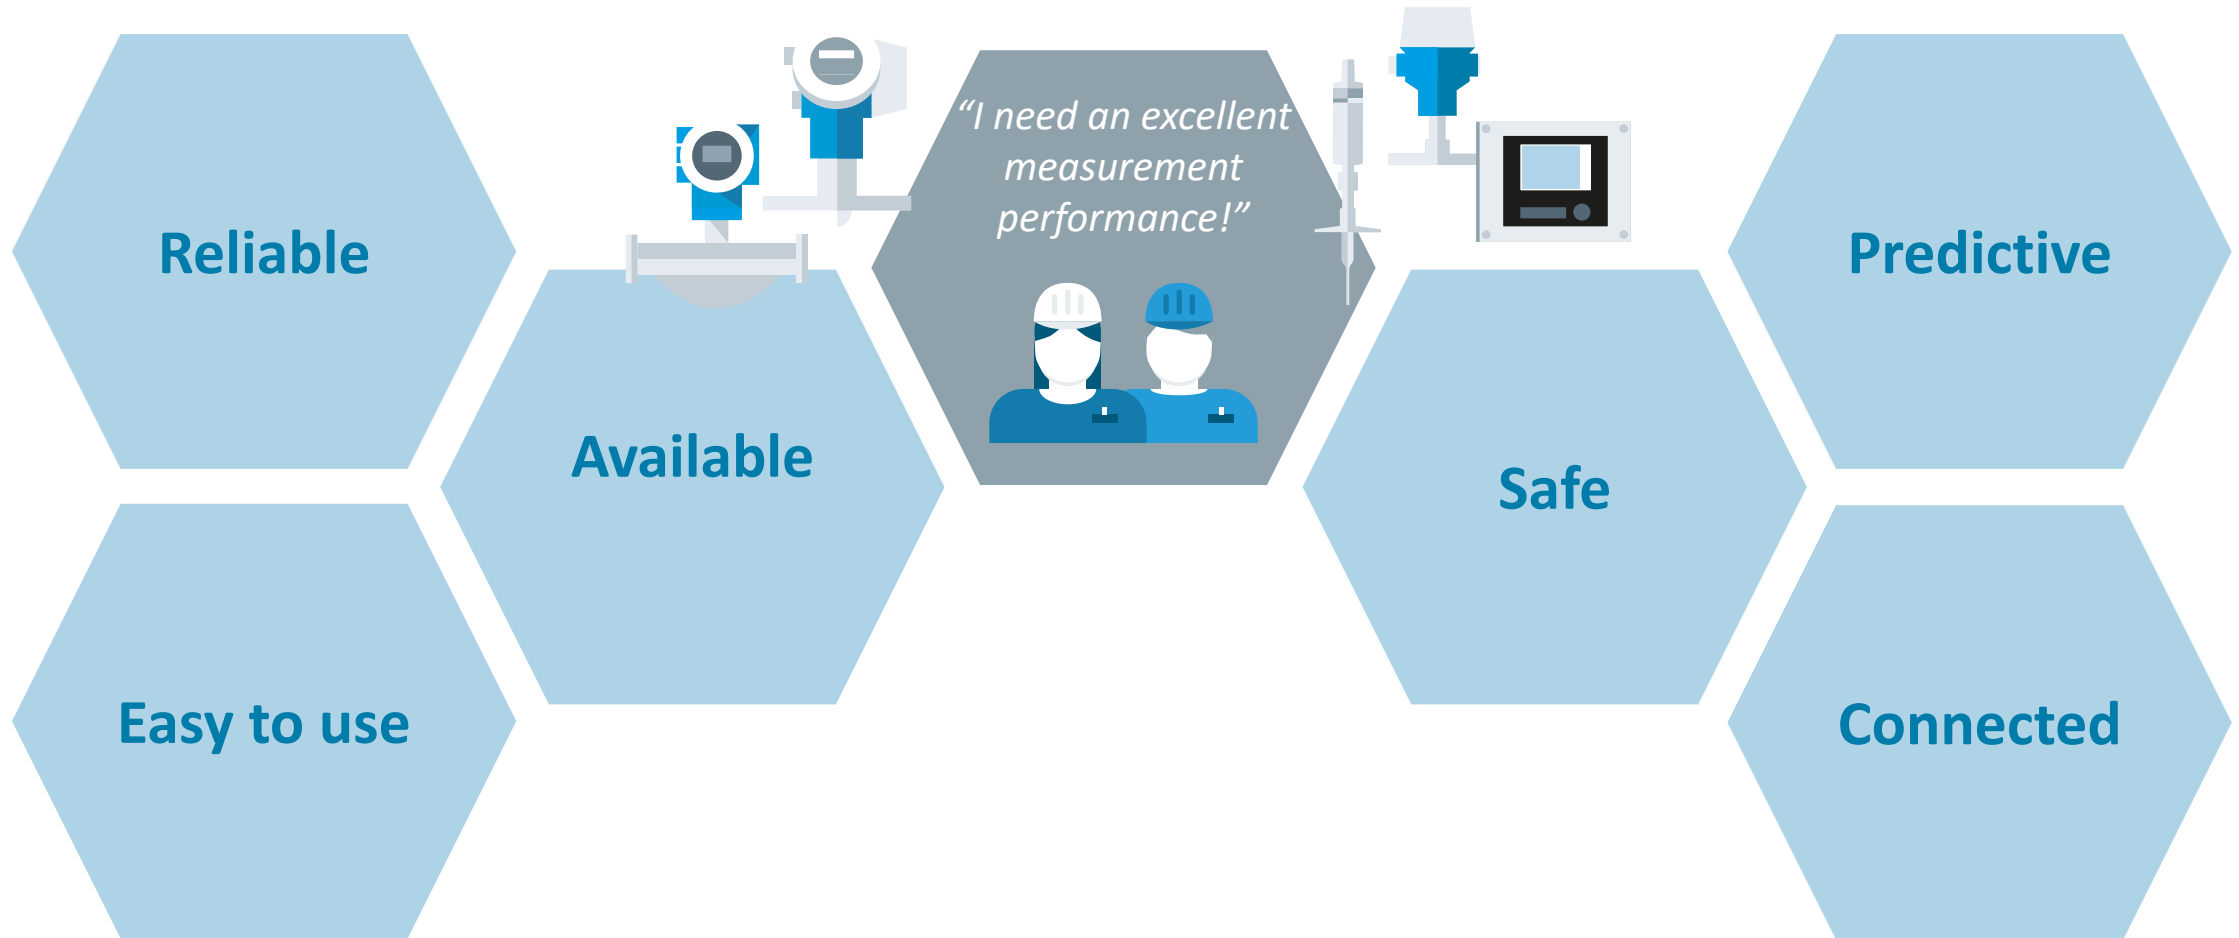 Reliable
Easy to use
Available
“I need an excellent
measurement
performance!”
Safe
Predictive
Connected